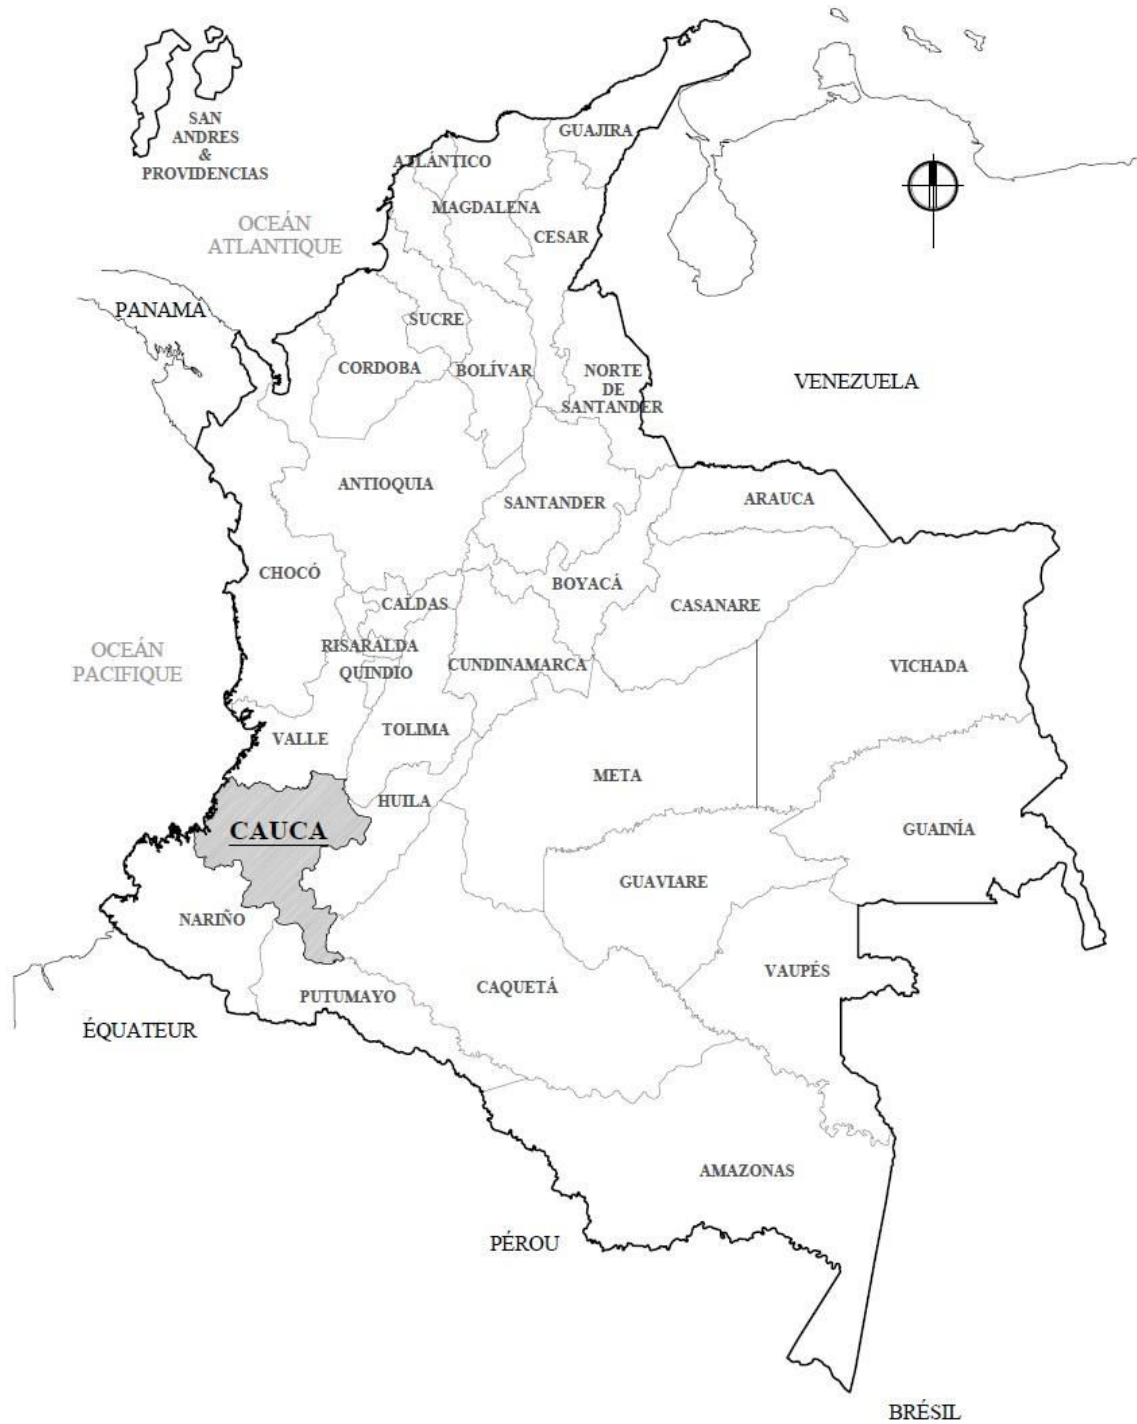 SAN
ANDRES
&
PROVIDENCIAS
GUAJIRA
ATLÁNTICO
MAGDALENA
CESAR
OCEÁN
ATLANTIQUE
PANAMÁ
SUCRE
CORDOBA
BOLÍVAR
NORTE
DE
SANTANDER
VENEZUELA
ANTIOQUIA
SANTANDER
ARAUCA
CHOCÓ
BOYACÁ
CALDAS
CASANARE
OCEÁN
PACIFIQUE
RISARALDA
QUINDIO
CUNDINAMARCA
VICHADA
VALLE
TOLIMA
META
HUILA
CAUCA
GUAINÍA
GUAVIARE
NARIÑO
VAUPÉS
CAQUETÁ
PUTUMAYO
ÉQUATEUR
AMAZONAS
PÉROU
BRÉSIL